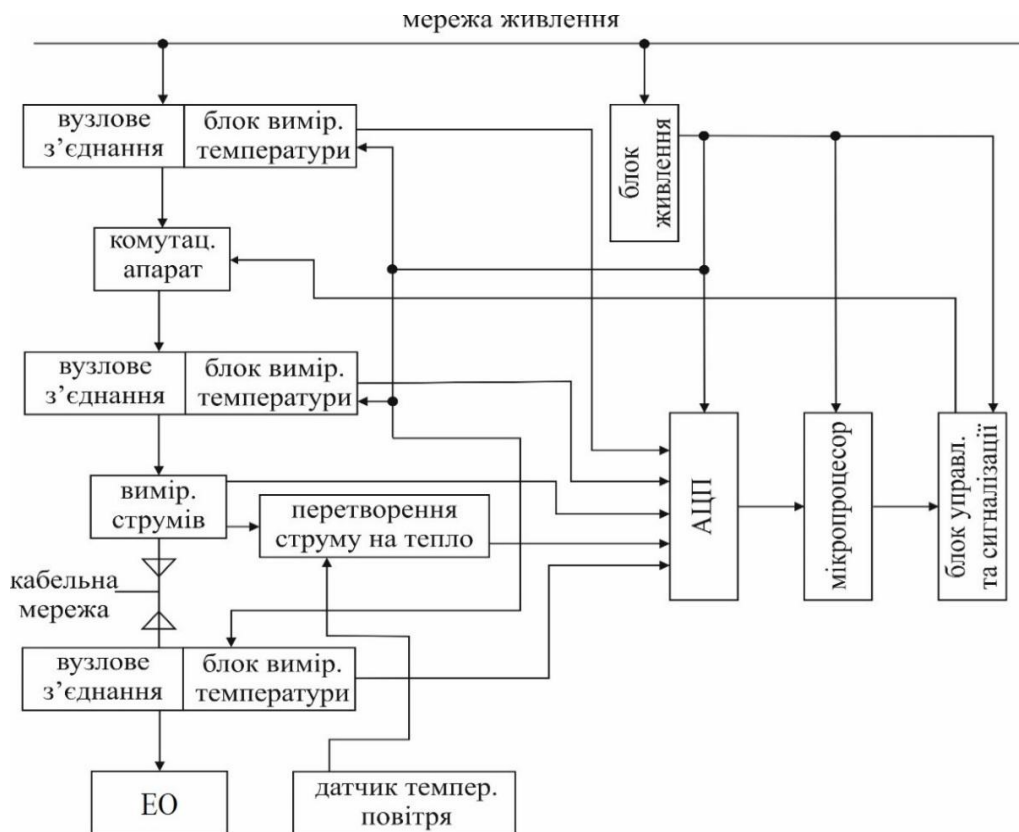 мережа живлення
вузлове
з’єднання
блок вимір.
температури
блок
живлення
комутац.
апарат
вузлове
з’єднання
блок вимір.
температури
вимір.
струмів
перетворення
струму на тепло
АЦП
мікропроцесор
блок управл.
та сигналізації
кабельна
мережа
вузлове
з’єднання
блок вимір.
температури
ЕО
датчик темпер.
повітря